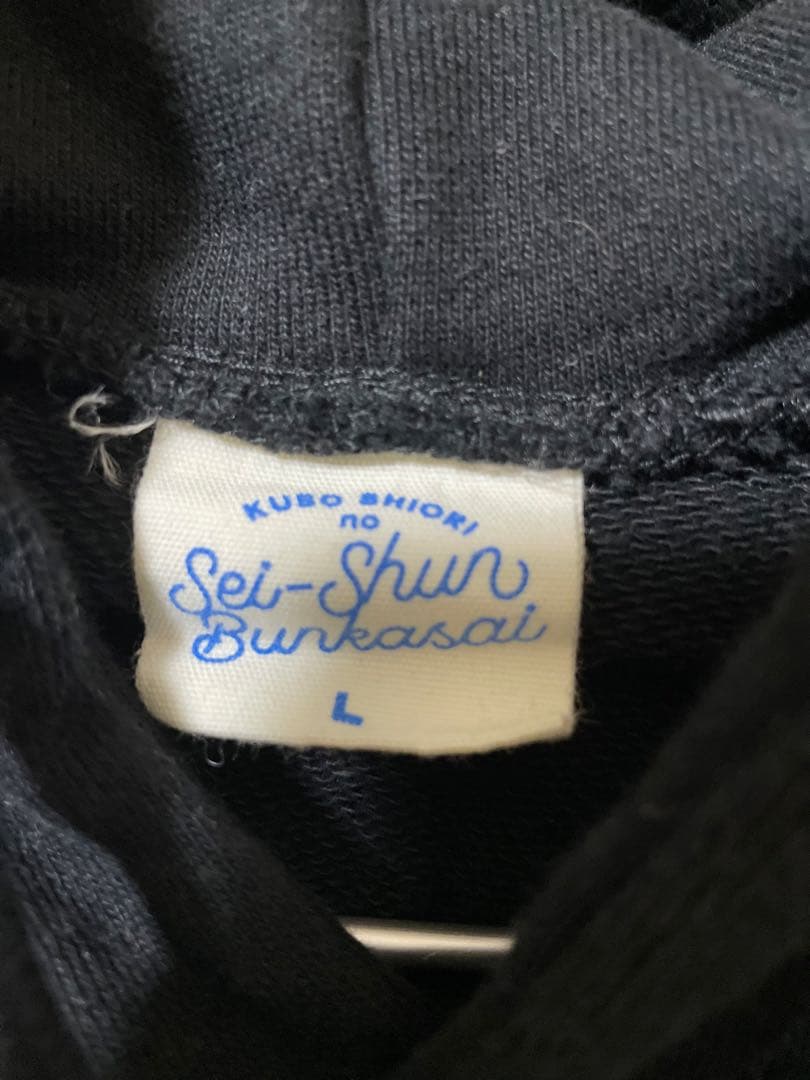 KUBO SHIORI
no
Sei-Shun
Bunkasai
L